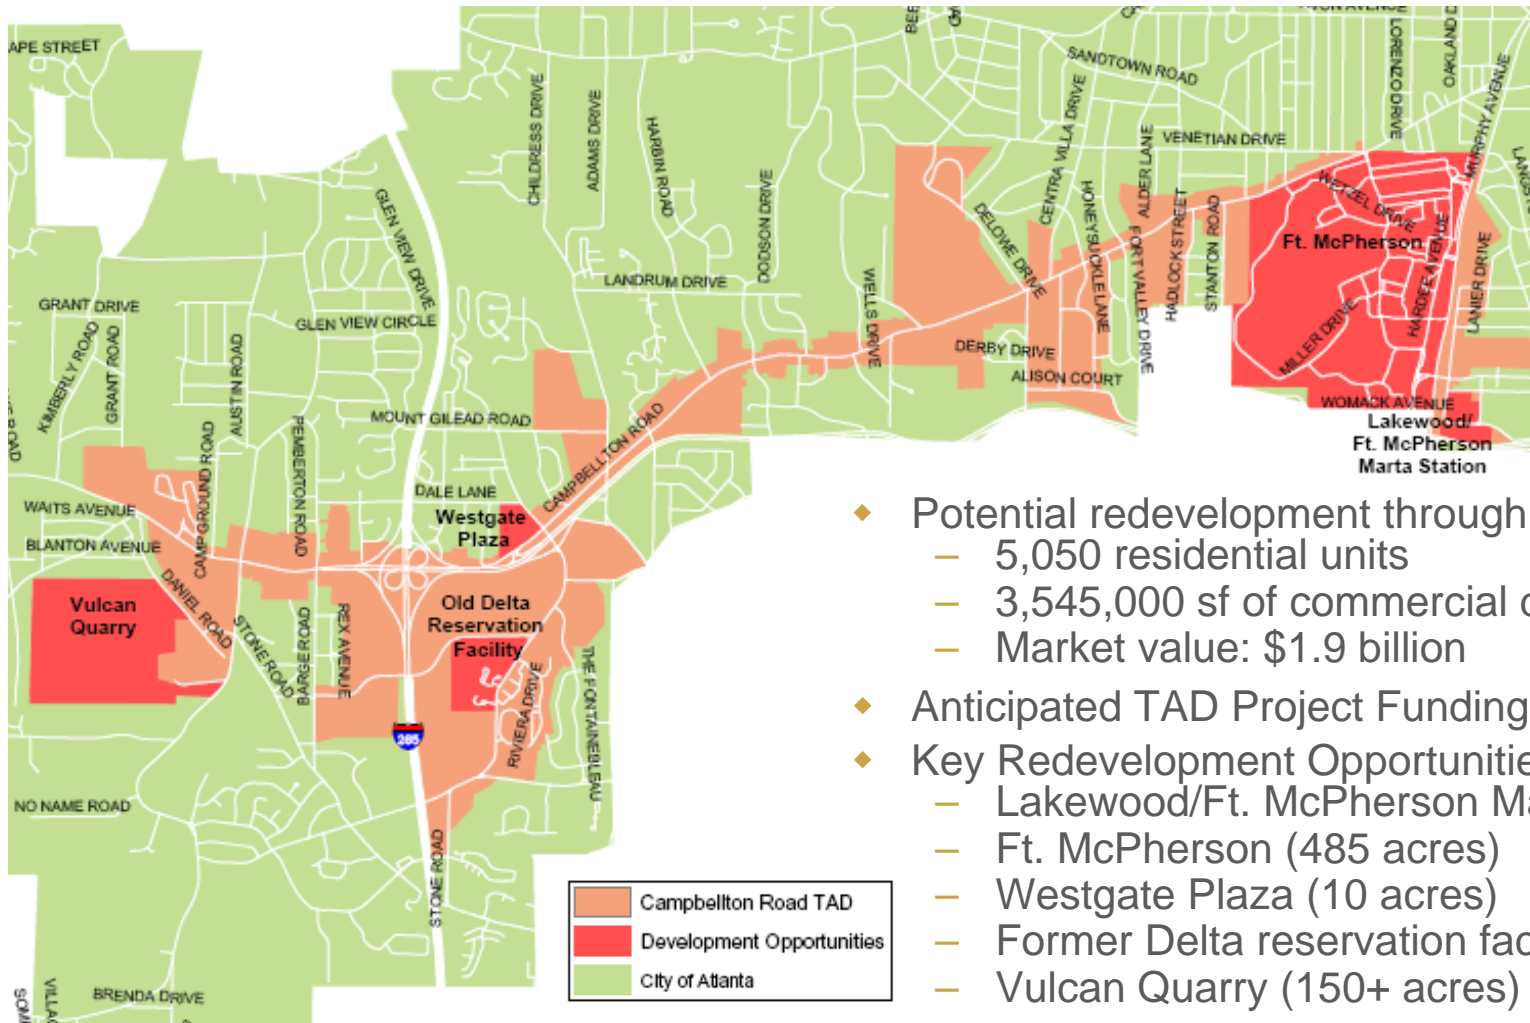 APE STREET
SANDTOWN ROAD
LORENZO DRIVE
MURPHY AVENUE
CHILDRESS DRIVE
ADAMS DRIVE
HARBIN ROAD
DODSON DRIVE
CENTRA VILLA DRIVE
ALDER LANE
VENETIAN DRIVE
GLEN VIEW DRIVE
DELOWE DRIVE
HONEYSUCKLE LANE
FORT VALLEY DRIVE
HADLOCK STREET
STANTON ROAD
WETZEL DRIVE
Ft. McPherson
HARDEE AVENUE
LANIER DRIVE
MILLER DRIVE
LANDRUM DRIVE
WELLS DRIVE
GRANT DRIVE
GLEN VIEW CIRCLE
KIMBERLY ROAD
GRANT ROAD
AUSTIN ROAD
DERBY DRIVE
ALISON COURT
MOUNT GILEAD ROAD
CAMPBELLTON ROAD
WOMACK AVENUE
Lakewood/
Ft. McPherson
Marta Station
PEMBERTON ROAD
CAMPGROUND ROAD
WAITS AVENUE
BLANTON AVENUE
DALE LANE
Westgate
Plaza
DANIEL ROAD
Vulcan
Quarry
STONE ROAD
BARGE ROAD
REX AVENUE
Old Delta
Reservation
Facility
RIVIERA DRIVE
THE FONTAINEBLEAU
285
NO NAME ROAD
STONE ROAD
BRENDA DRIVE
Campbellton Road TAD
Development Opportunities
City of Atlanta
◆ Potential redevelopment through
– 5,050 residential units
– 3,545,000 sf of commercial
– Market value: $1.9 billion
◆ Anticipated TAD Project Funding
◆ Key Redevelopment Opportunitie
– Lakewood/Ft. McPherson Ma
– Ft. McPherson (485 acres)
– Westgate Plaza (10 acres)
– Former Delta reservation fac
– Vulcan Quarry (150+ acres)